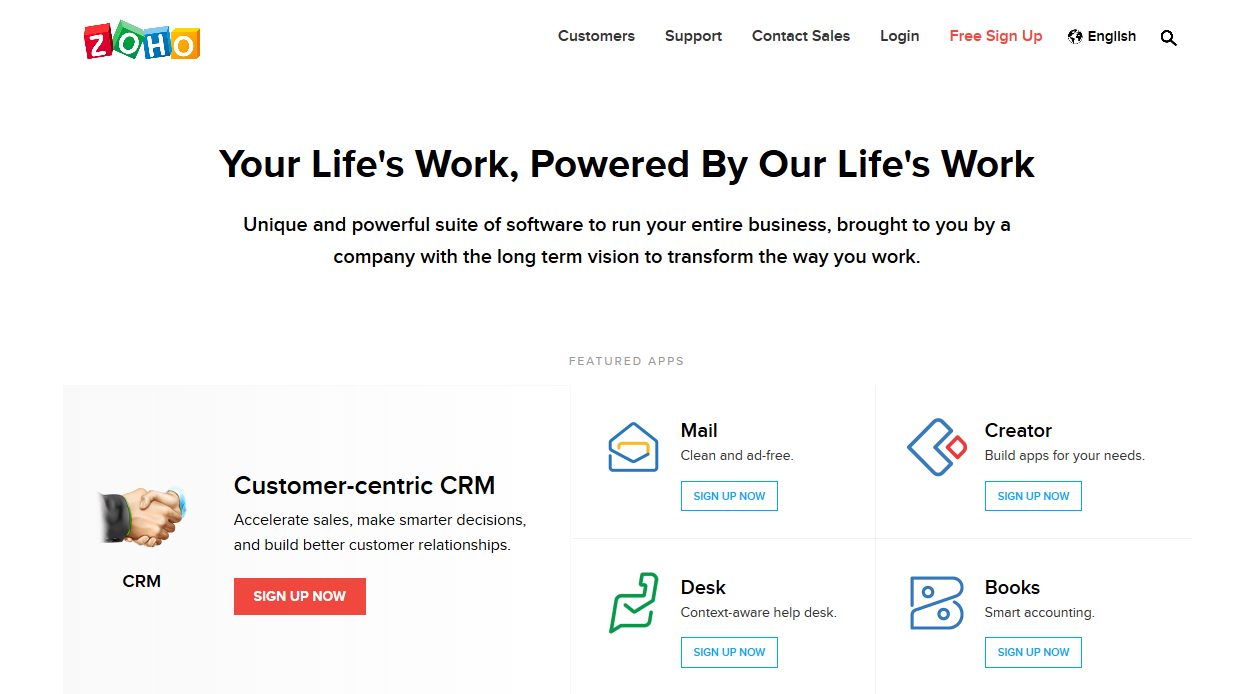 ZOHO
Customers
Support
Contact Sales
Login
Free Sign Up
English
Your Life's Work, Powered By Our Life's Work
Unique and powerful suite of software to run your entire business, brought to you by a
company with the long term vision to transform the way you work.
FEATURED APPS
CRM
Customer-centric CRM
Accelerate sales, make smarter decisions,
and build better customer relationships.
SIGN UP NOW
Mail
Clean and ad-free.
SIGN UP NOW
Creator
Build apps for your needs.
SIGN UP NOW
Desk
Context-aware help desk.
SIGN UP NOW
Books
Smart accounting.
SIGN UP NOW